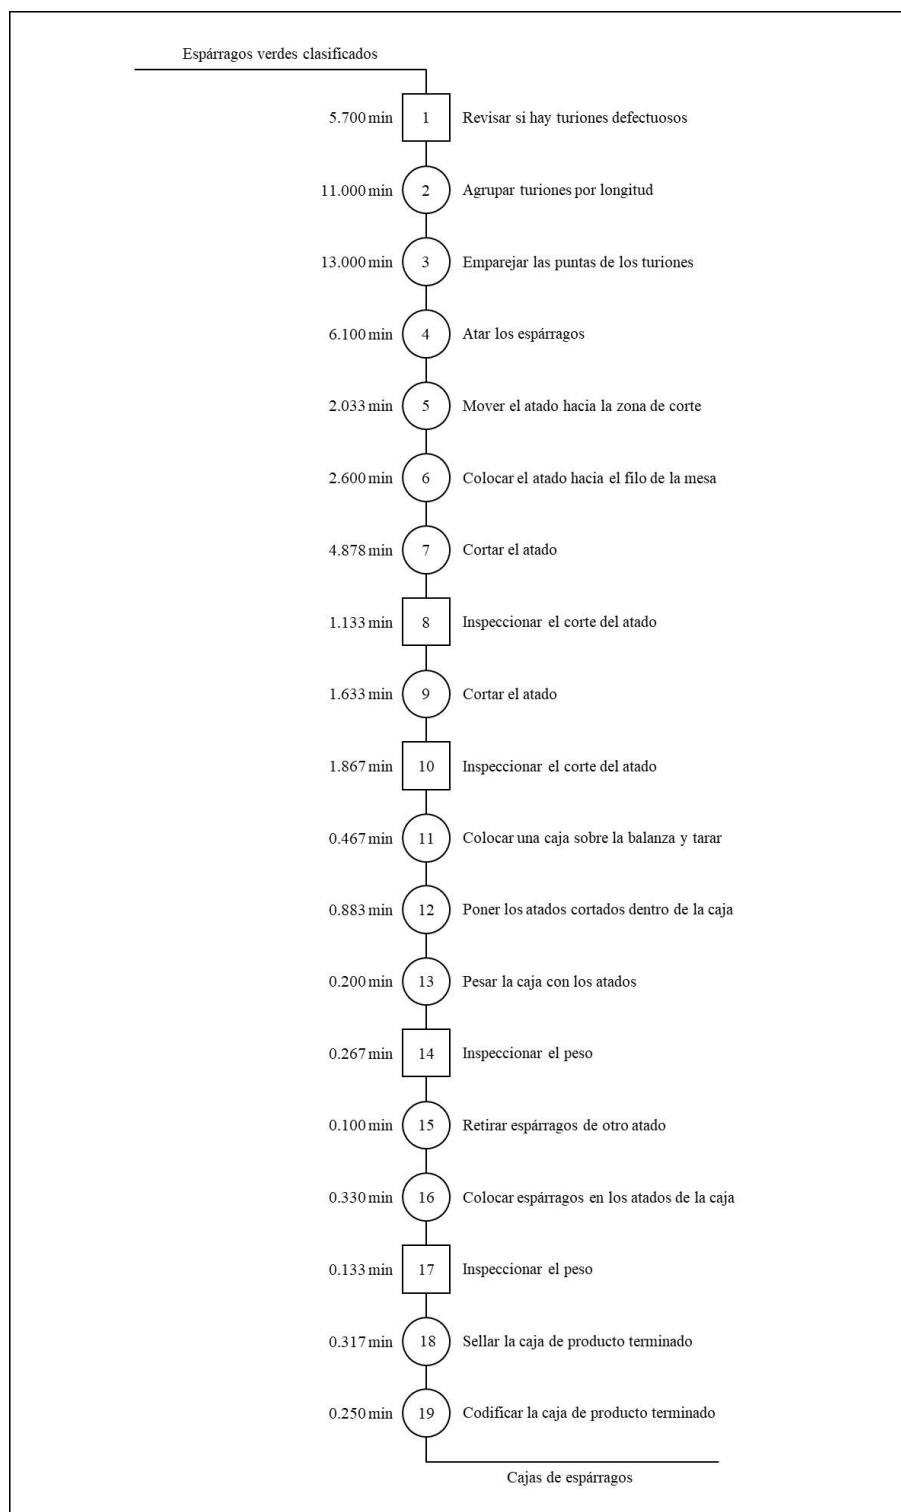 Espárragos verdes clasificados
5.700 min 1 Revisar si hay turiones defectuosos
11.000 min 2 Agrupar turiones por longitud
13.000 min 3 Emparejar las puntas de los turiones
6.100 min 4 Atar los espárragos
2.033 min 5 Mover el atado hacia la zona de corte
2.600 min 6 Colocar el atado hacia el filo de la mesa
4.878 min 7 Cortar el atado
1.133 min 8 Inspeccionar el corte del atado
1.633 min 9 Cortar el atado
1.867 min 10 Inspeccionar el corte del atado
0.467 min 11 Colocar una caja sobre la balanza y tarar
0.883 min 12 Poner los atados cortados dentro de la caja
0.200 min 13 Pesar la caja con los atados
0.267 min 14 Inspeccionar el peso
0.100 min 15 Retirar espárragos de otro atado
0.330 min 16 Colocar espárragos en los atados de la caja
0.133 min 17 Inspeccionar el peso
0.317 min 18 Sellar la caja de producto terminado
0.250 min 19 Codificar la caja de producto terminado
Cajas de espárragos